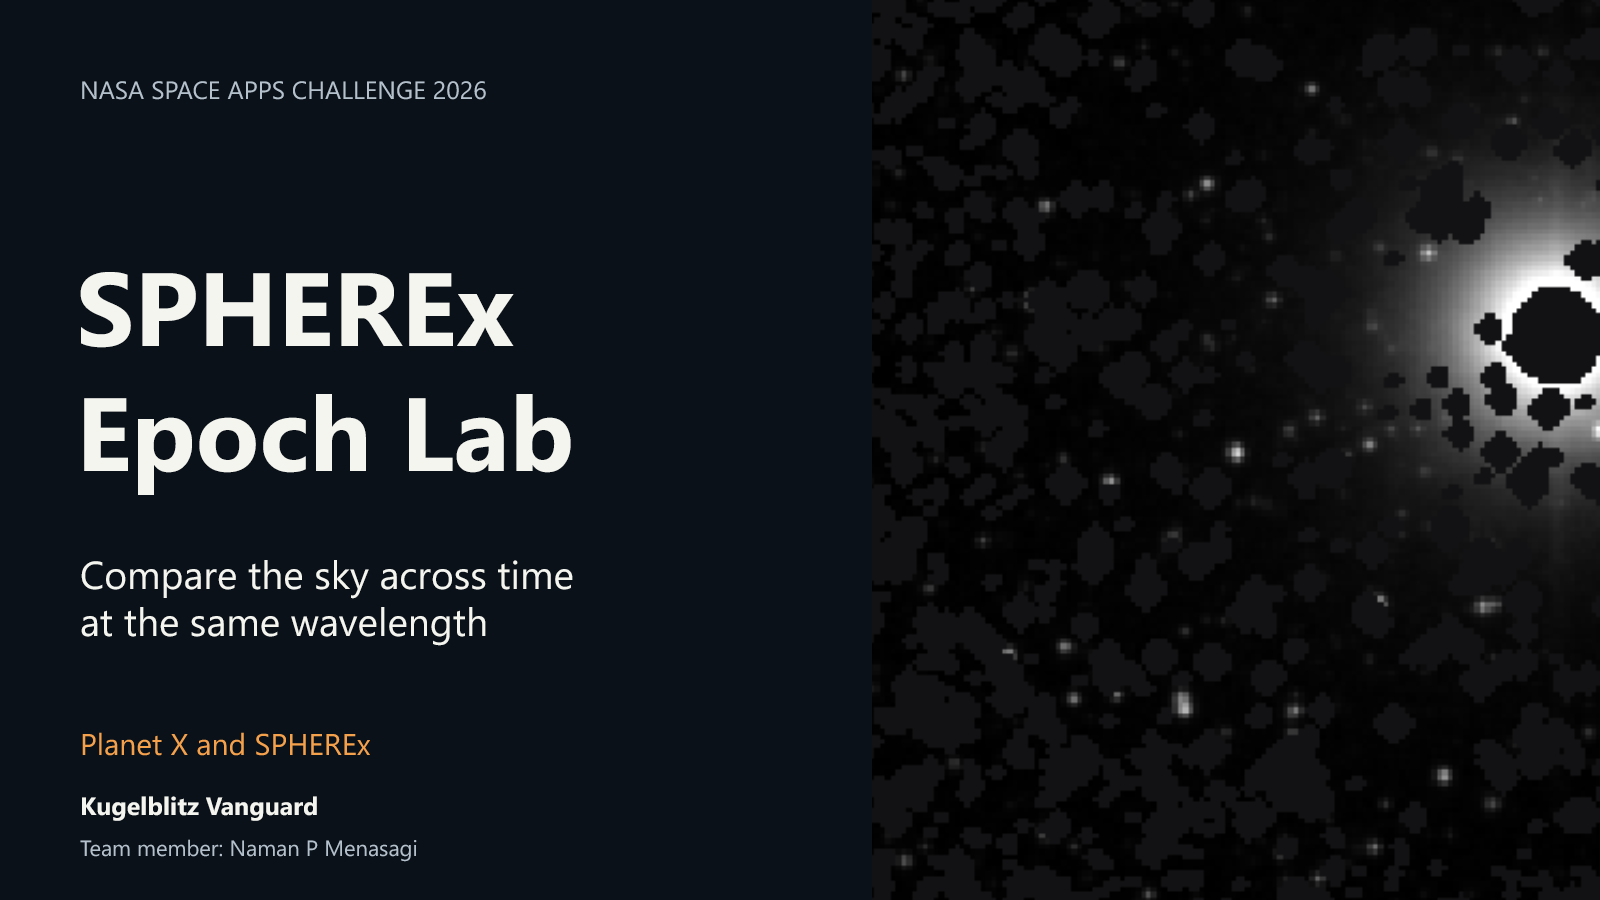 NASA SPACE APPS CHALLENGE 2026
SPHEREx
Epoch Lab
Compare the sky across time
at the same wavelength
Planet X and SPHEREx
Kugelblitz Vanguard
Team member: Naman P Menasagi